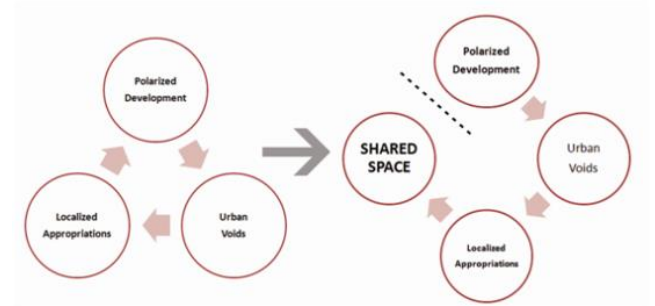 Polarized
Development
Localized
Appropriations
Urban
Voids
Polarized
Development
SHARED
SPACE
Urban
Voids
Localized
Appropriations